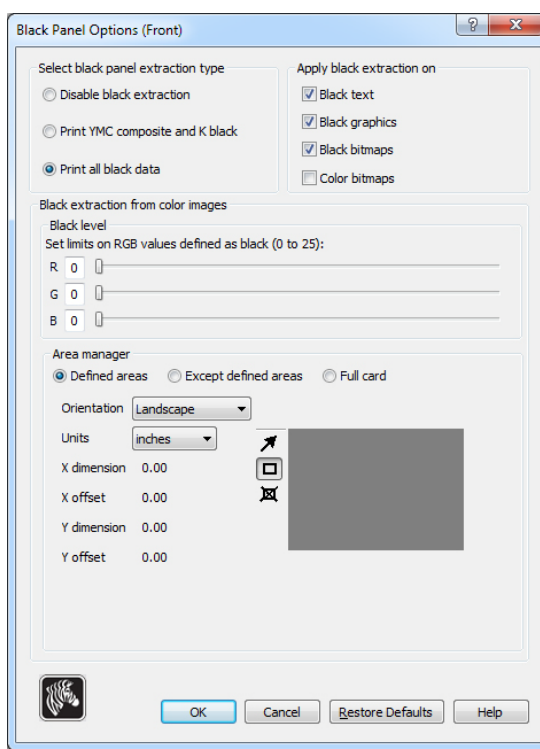 Black Panel Options (Front)
Select black panel extraction type
Disable black extraction
Print YMC composite and K black
Print all black data
Apply black extraction on
Black text
Black graphics
Black bitmaps
Color bitmaps
Black extraction from color images
Black level
Set limits on RGB values defined as black (0 to 25):
R 0
G 0
B 0
Area manager
Defined areas Except defined areas Full card
Orientation Landscape
Units inches
X dimension 0.00
X offset 0.00
Y dimension 0.00
Y offset 0.00
OK Cancel Restore Defaults Help